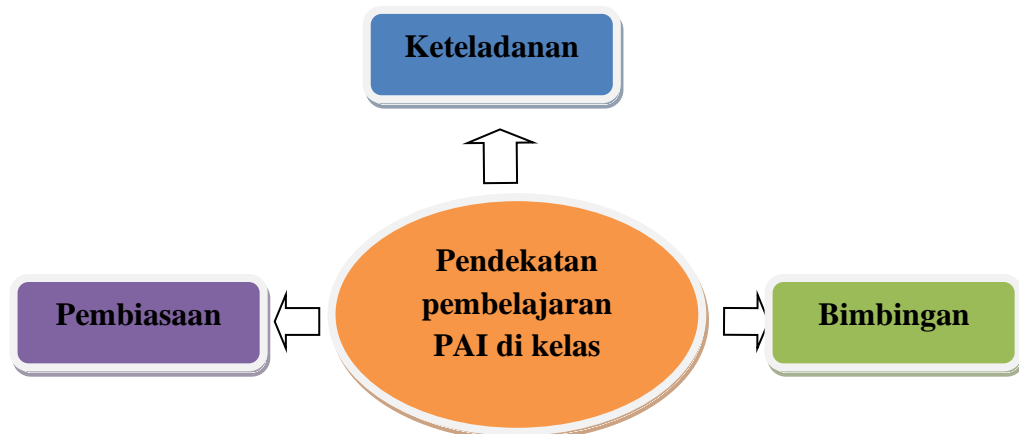 Keteladanan
Pendekatan
pembelajaran
PAI di kelas
Pembiasaan
Bimbingan